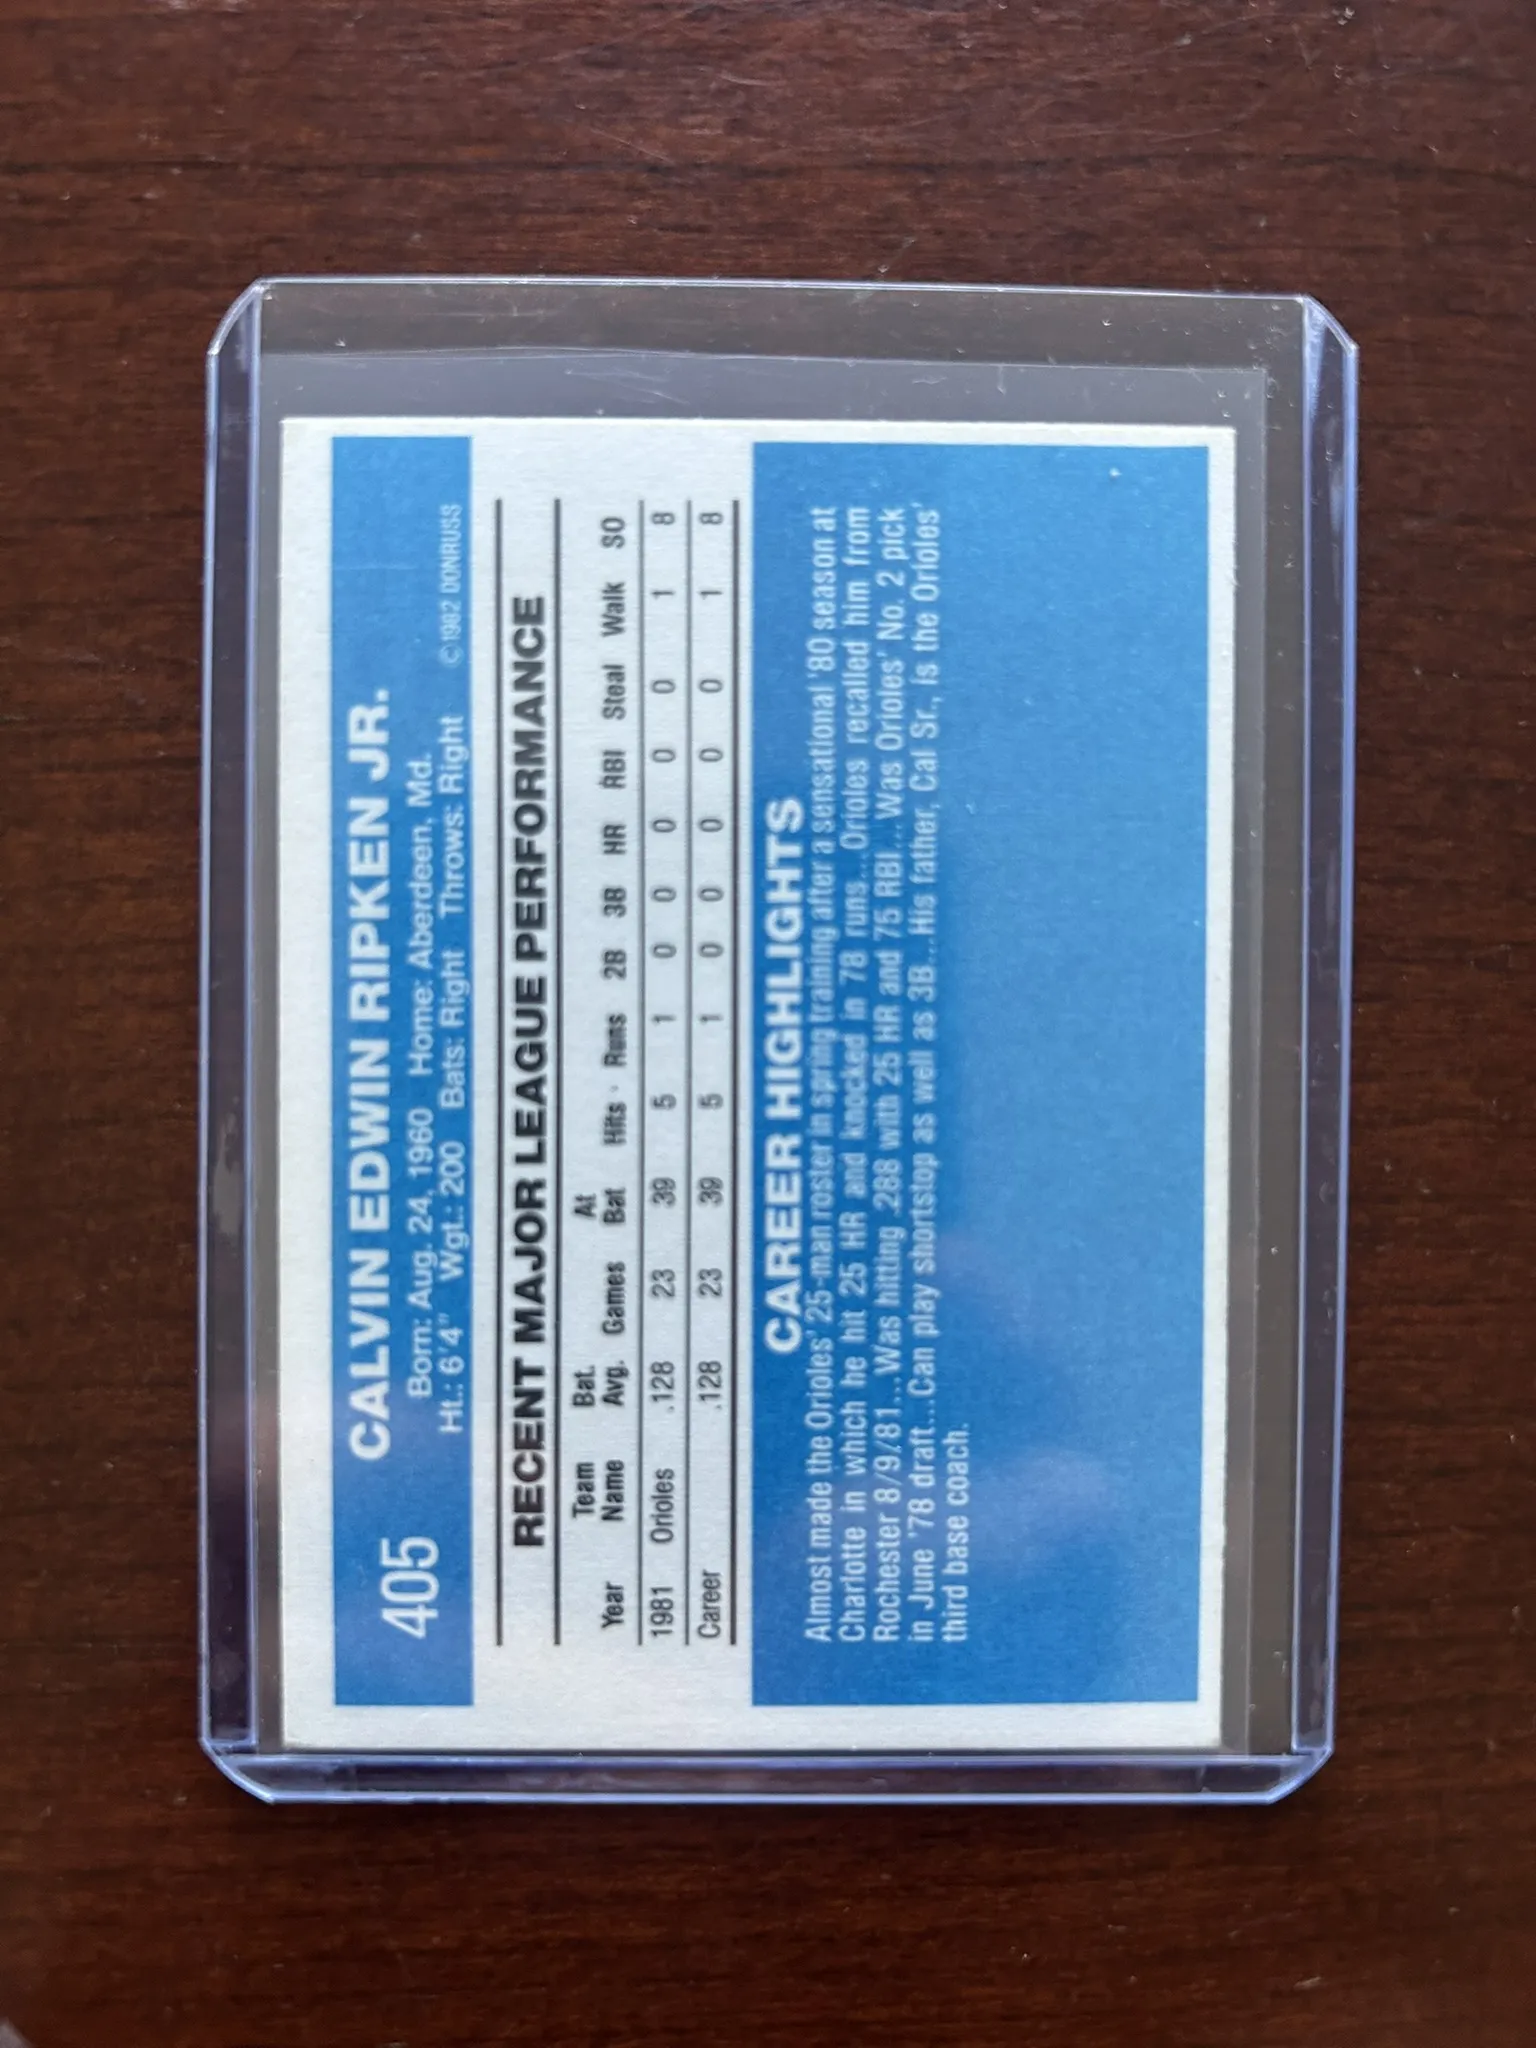 405 CALVIN EDWIN RIPKEN JR.
Born: Aug. 24, 1960 Home: Aberdeen, Md.
Ht.: 6'4" Wgt.: 200 Bats: Right Throws: Right © 1982 DONRUSS
RECENT MAJOR LEAGUE PERFORMANCE
Team Bat. At
Year Name Avg. Games Bat Hits Runs 2B 3B HR RBI Steal Walk SO
1981 Orioles .128 23 39 5 1 0 0 0 0 0 1 8
Career .128 23 39 5 1 0 0 0 0 0 1 8
CAREER HIGHLIGHTS
Almost made the Orioles' 25-man roster in spring training after a sensational '80 season at
Charlotte in which he hit 25 HR and knocked in 78 runs...Orioles recalled him from
Rochester 8/9/81...Was hitting .288 with 25 HR and 75 RBI...Was Orioles' No. 2 pick
in June '78 draft...Can play shortstop as well as 3B...His father, Cal Sr., is the Orioles'
third base coach.